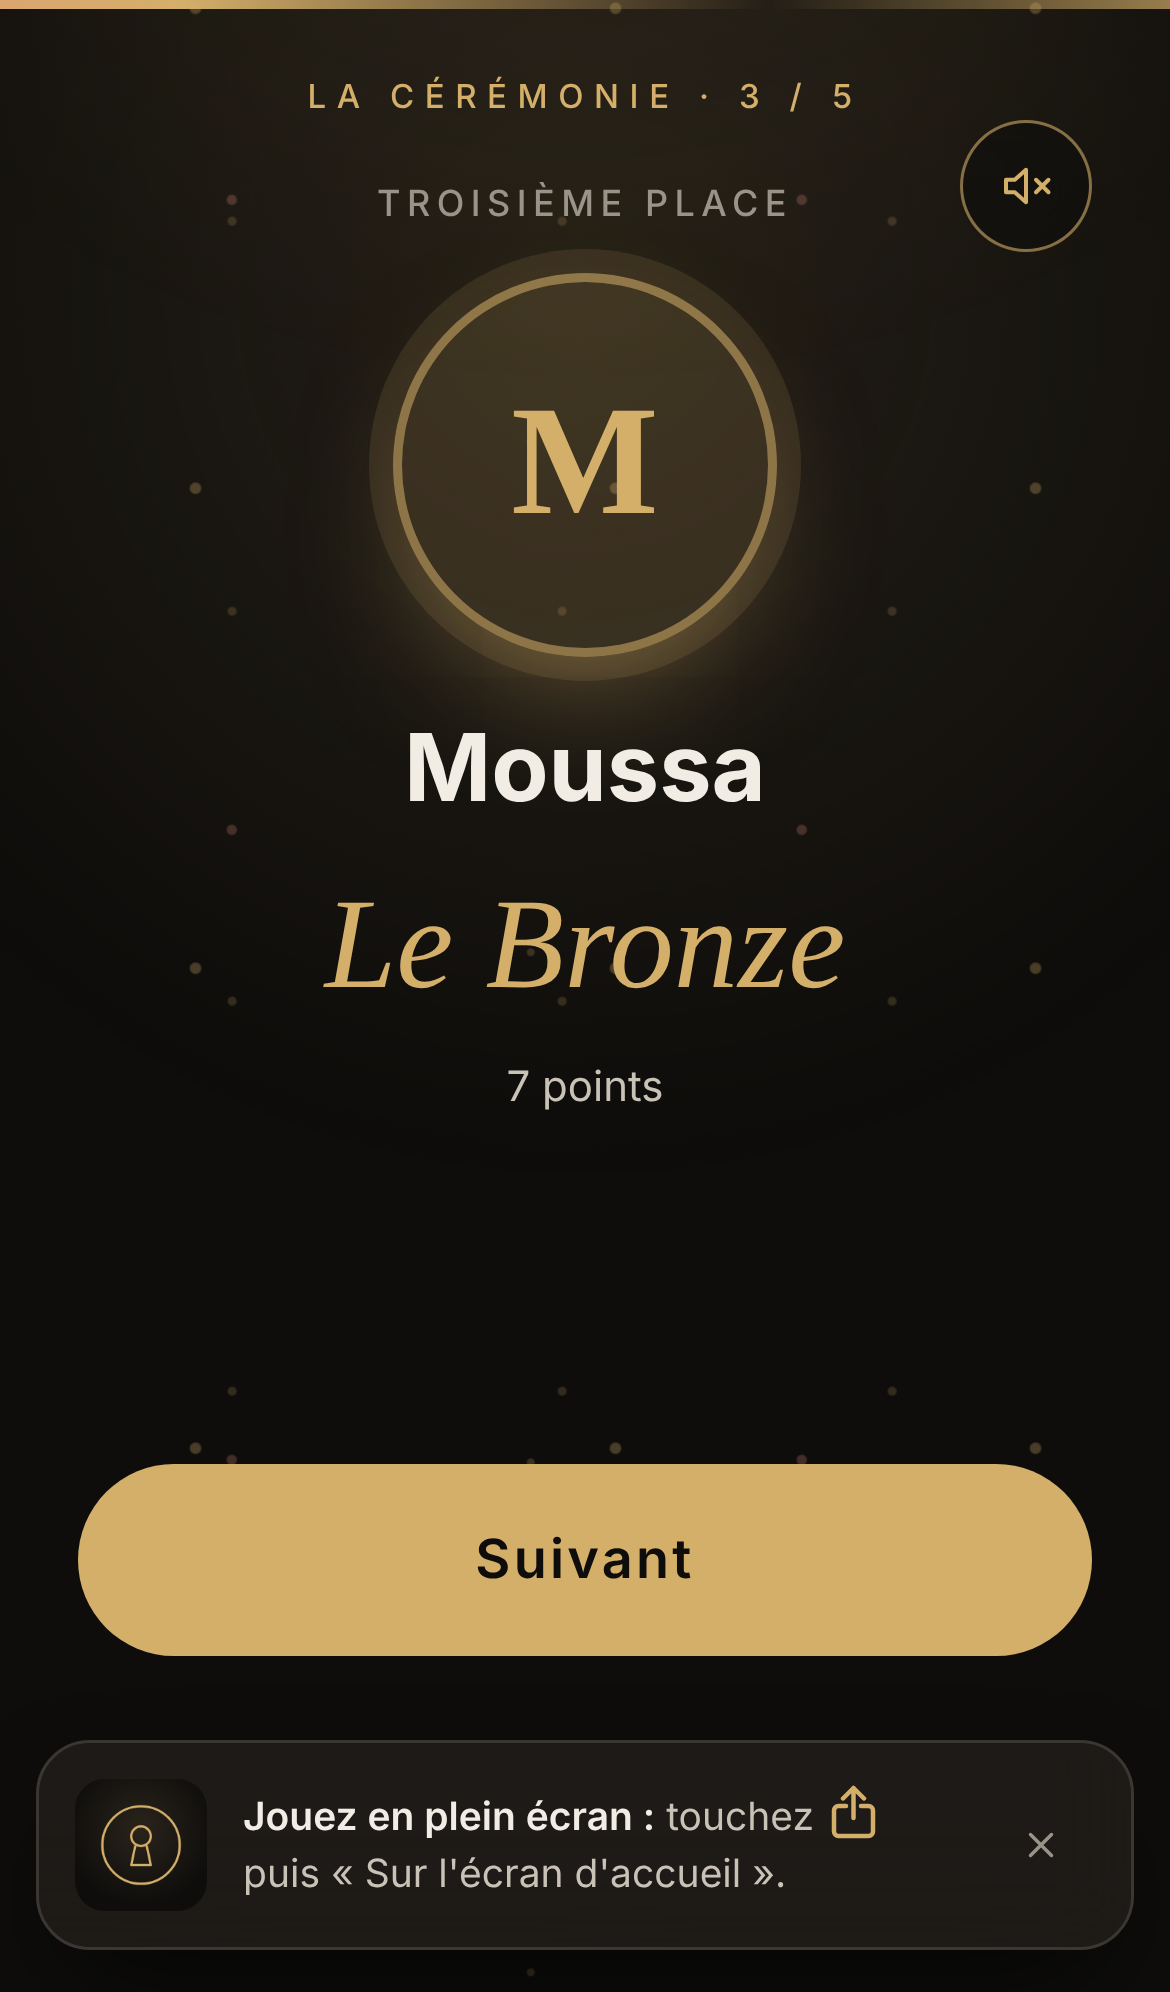 LA CÉRÉMONIE · 3 / 5
TROISIÈME PLACE
M
Moussa
Le Bronze
7 points
Suivant
Jouez en plein écran : touchez
puis « Sur l'écran d'accueil ».